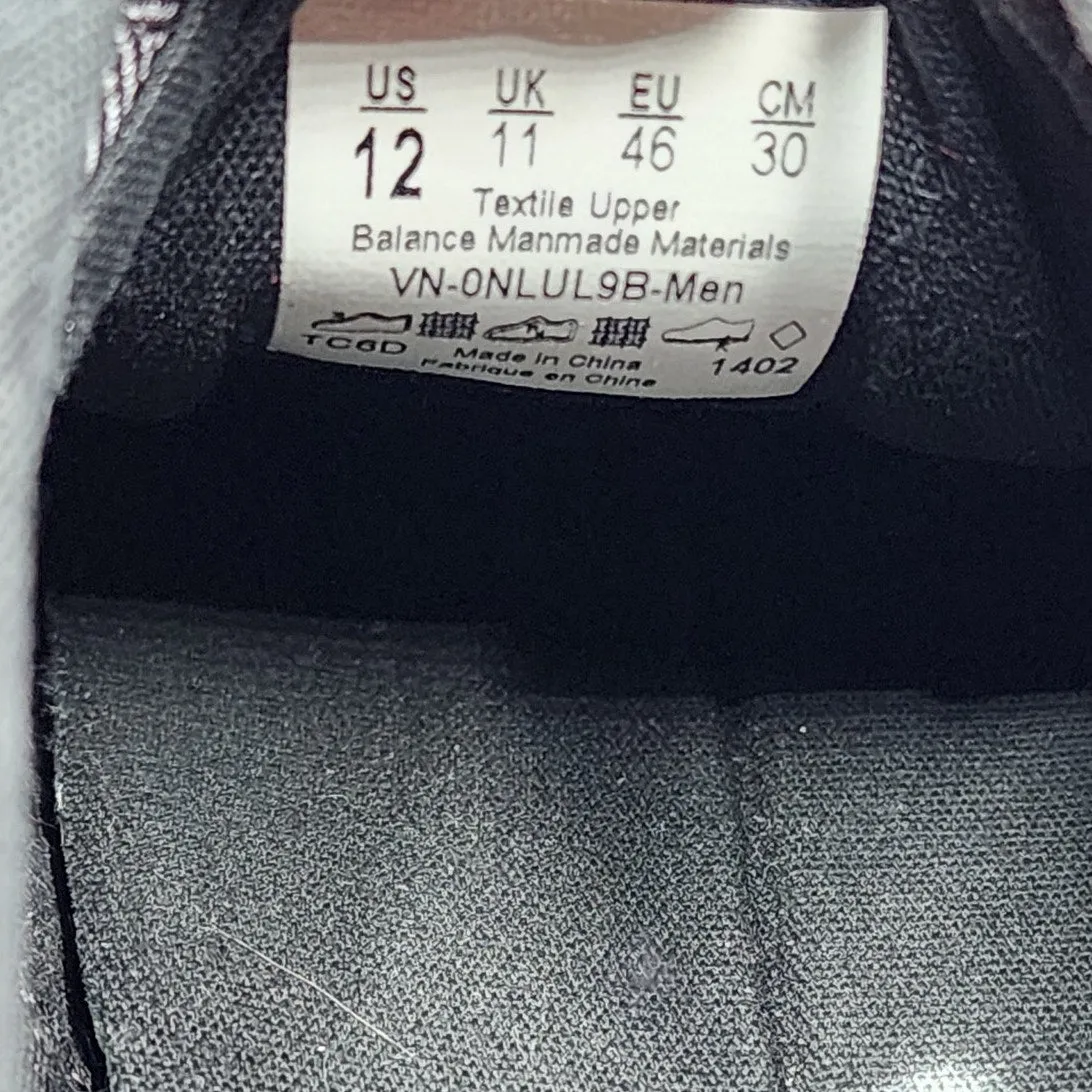 US UK EU CM
12 11 46 30
Textile Upper
Balance Manmade Materials
VN-0NLUL9B-Men
TC6D Made in China 1402
Fabrique en Chine